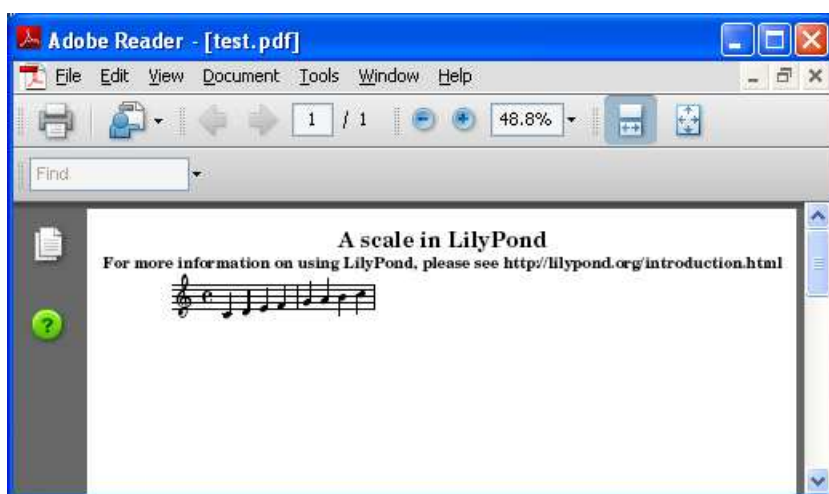 Adobe Reader - [test.pdf]
File Edit View Document Tools Window Help
1 / 1 48.8%
Find
A scale in LilyPond
For more information on using LilyPond, please see http://lilypond.org/introduction.html